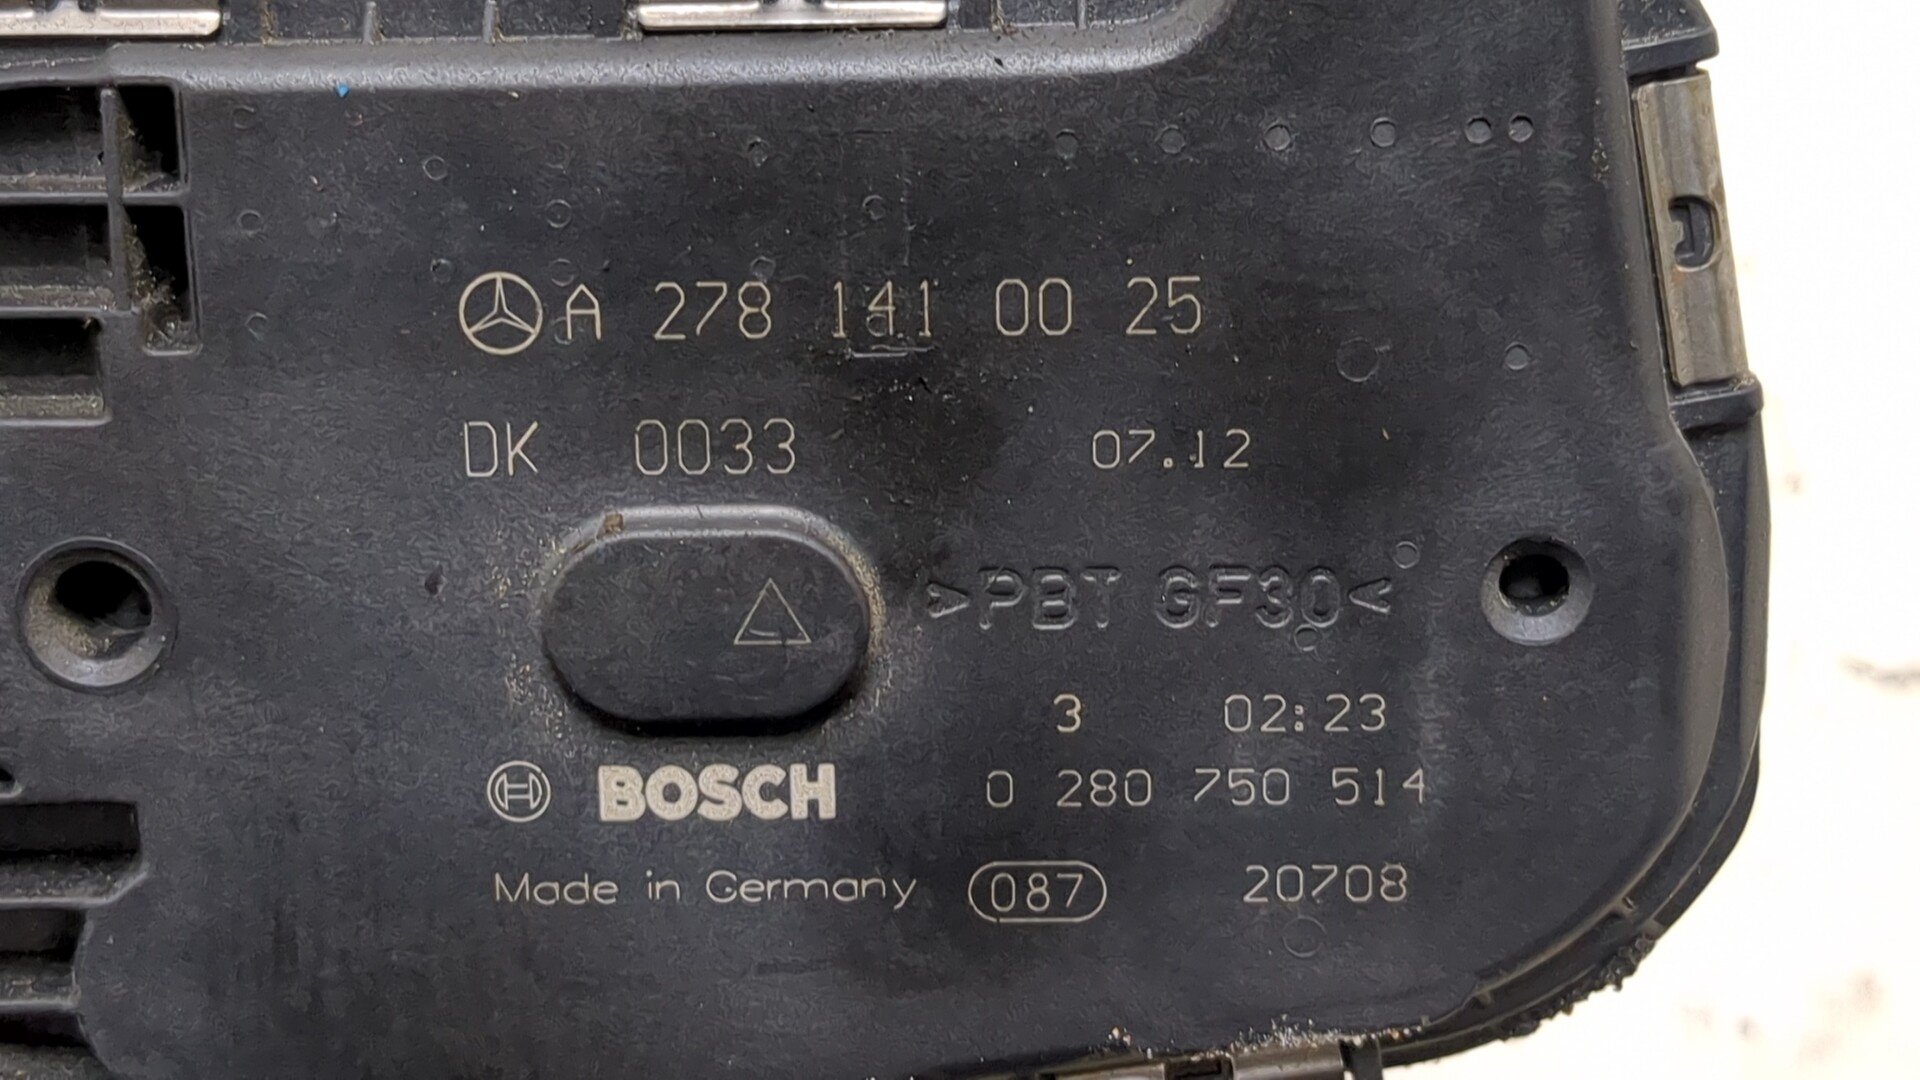 A 278 141 00 25
DK 0033 07.12
>PBT GF30<
3 02:23
BOSCH 0 280 750 514
Made in Germany 087 20708